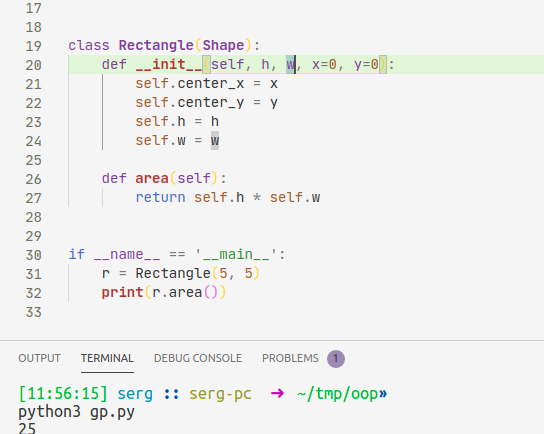 17
18
19 class Rectangle(Shape):
20 def __init__(self, h, w, x=0, y=0):
21 self.center_x = x
22 self.center_y = y
23 self.h = h
24 self.w = w
25
26 def area(self):
27 return self.h * self.w
28
29
30 if __name__ == '__main__':
31 r = Rectangle(5, 5)
32 print(r.area())
33
OUTPUT TERMINAL DEBUG CONSOLE PROBLEMS 1
[11:56:15] serg :: serg-pc ➜ ~/tmp/oop»
python3 gp.py
25